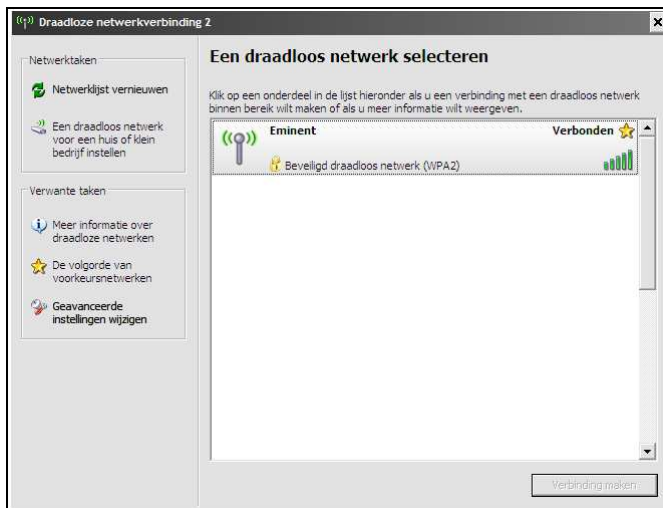 Draadloze netwerkverbinding 2
Netwerktaken
Netwerklijst vernieuwen
Een draadloos netwerk
voor een huis of klein
bedrijf instellen
Verwante taken
Meer informatie over
draadloze netwerken
De volgorde van
voorkeursnetwerken
Geavanceerde
instellingen wijzigen
Een draadloos netwerk selecteren
Klik op een onderdeel in de lijst hieronder als u een verbinding met een draadloos netwerk
binnen bereik wilt maken of als u meer informatie wilt weergeven.
Eminent Verbonden
Beveiligd draadloos netwerk (WPA2)
Verbinding maken